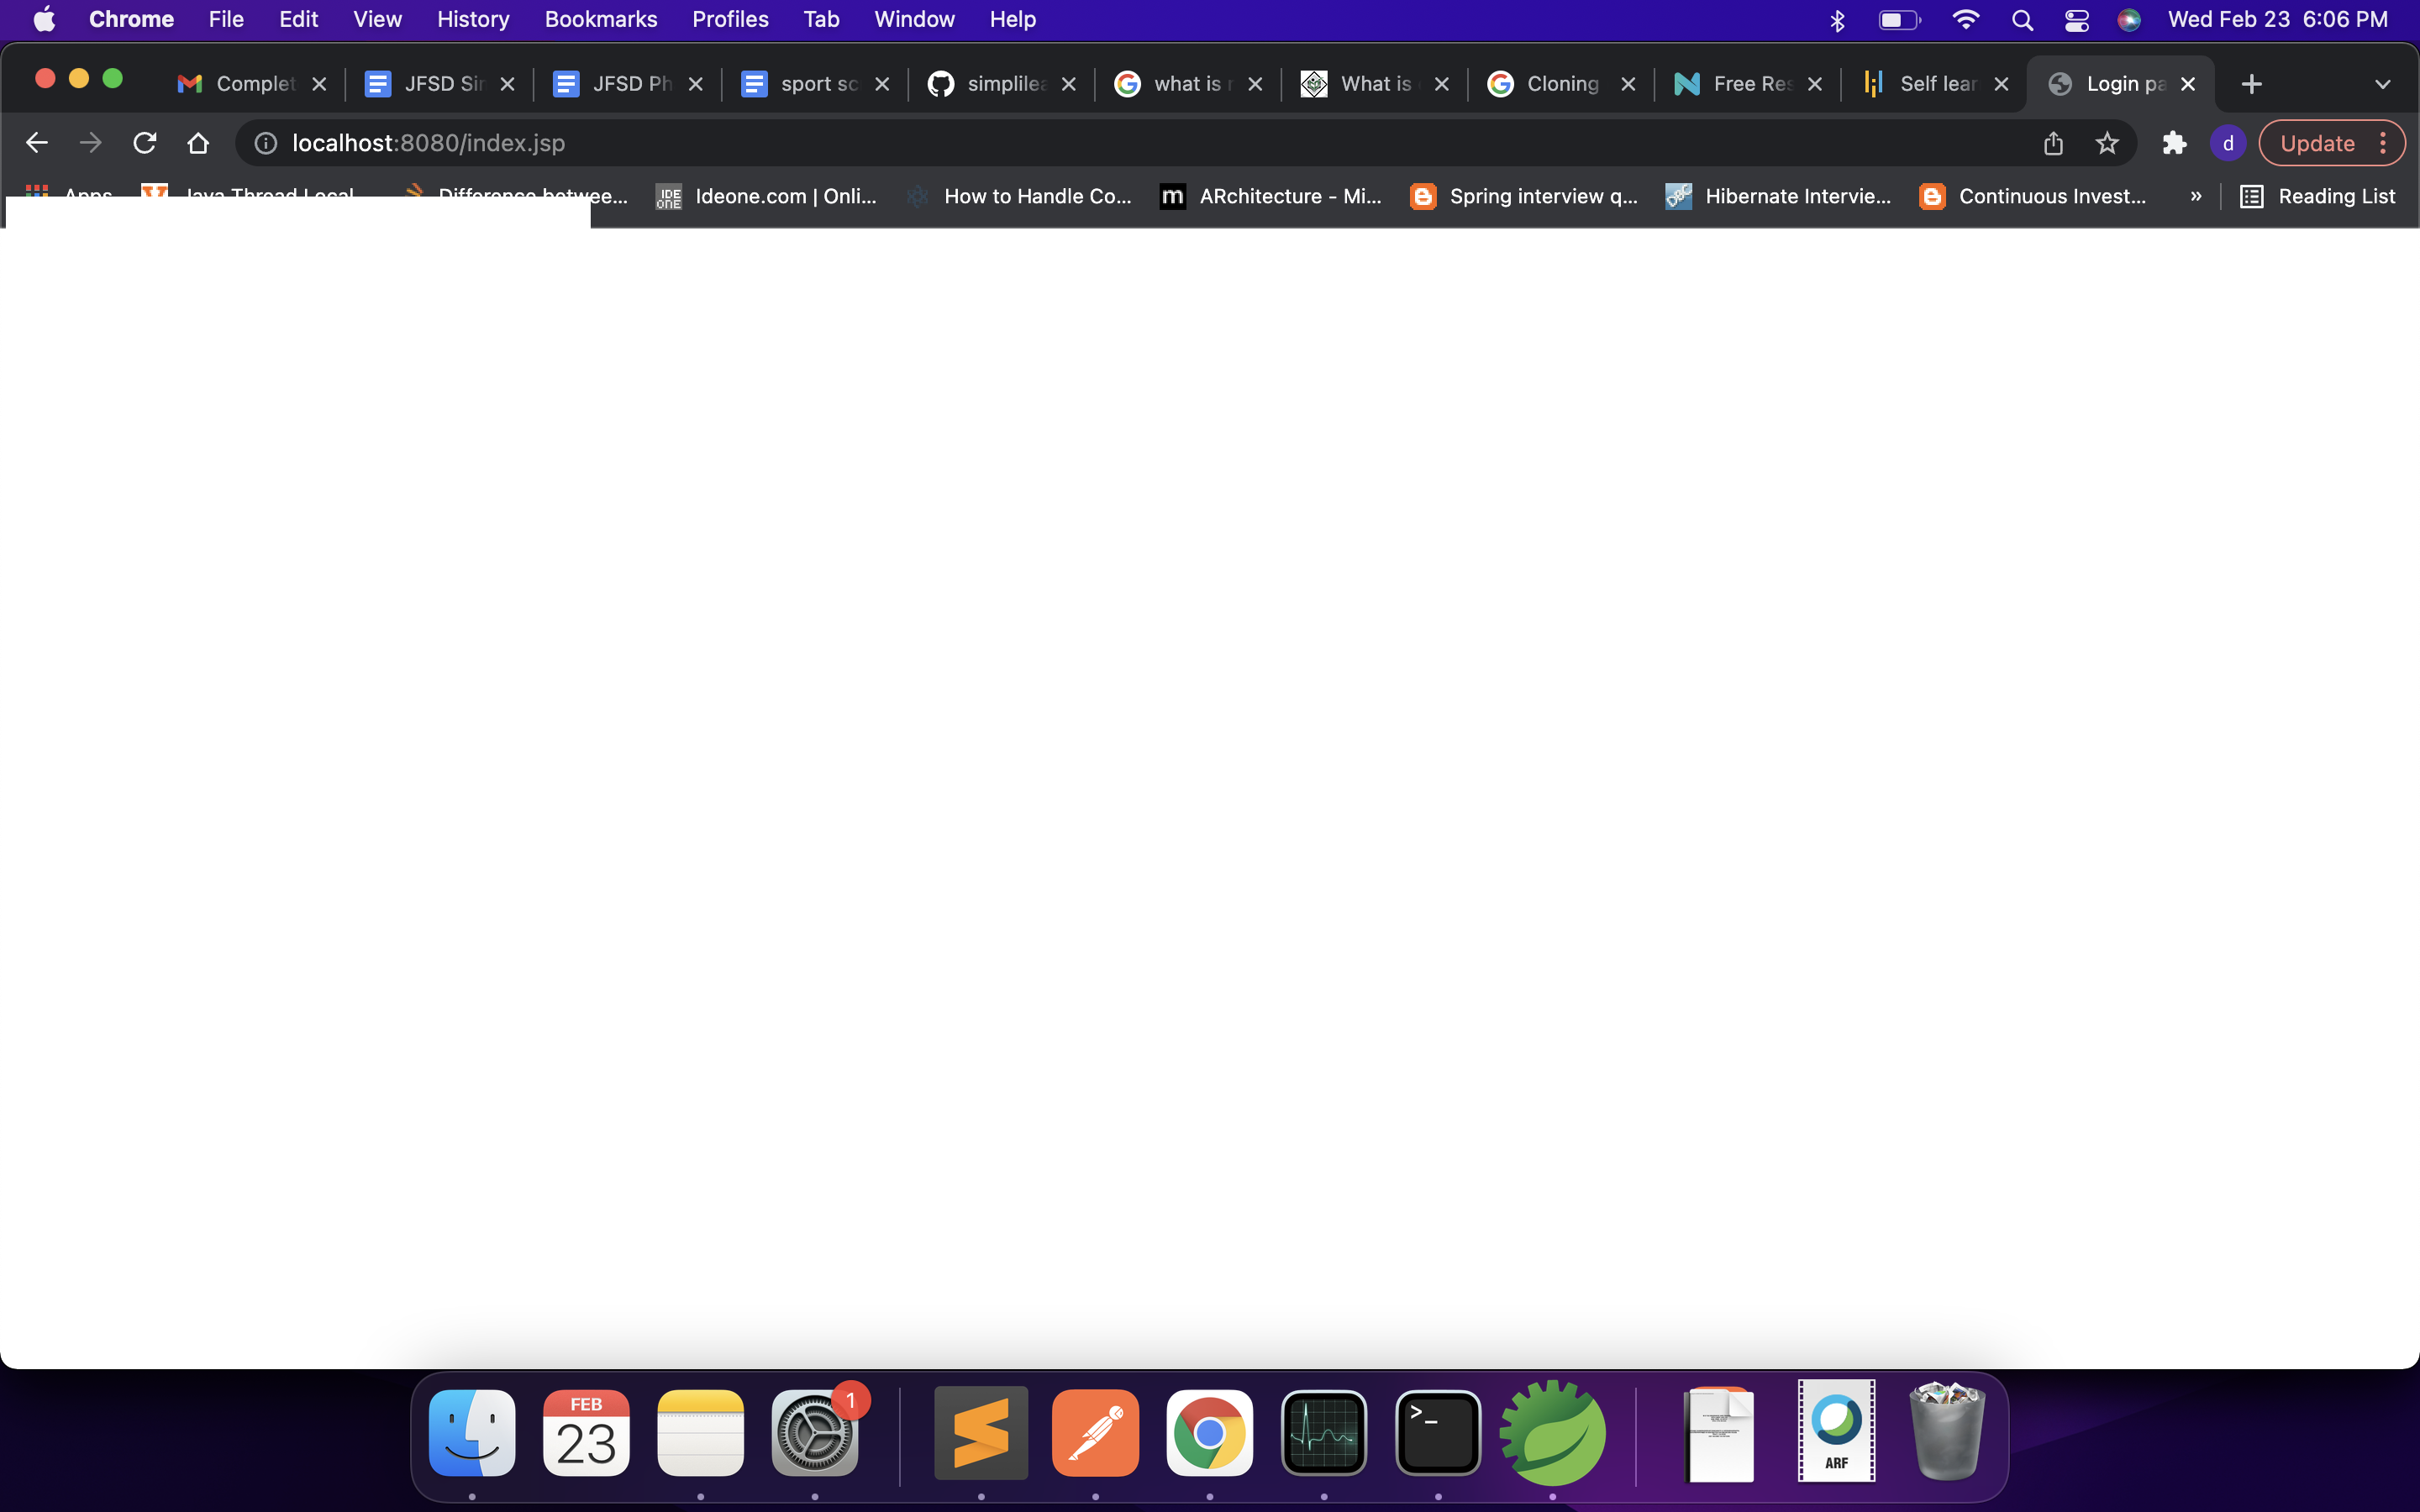 Chrome File Edit View History Bookmarks Profiles Tab Window Help Wed Feb 23 6:06 PM
Complet JFSD Sir JFSD Ph sport sc simplilea what is r What is Cloning Free Res Self lear Login pa
localhost:8080/index.jsp d Update
Apps Java Thread Local Difference betwee... IDE ONE Ideone.com | Onli... How to Handle Co... m ARchitecture - Mi... Spring interview q... Hibernate Intervie... Continuous Invest... » Reading List
FEB 1 >_
23 ARF